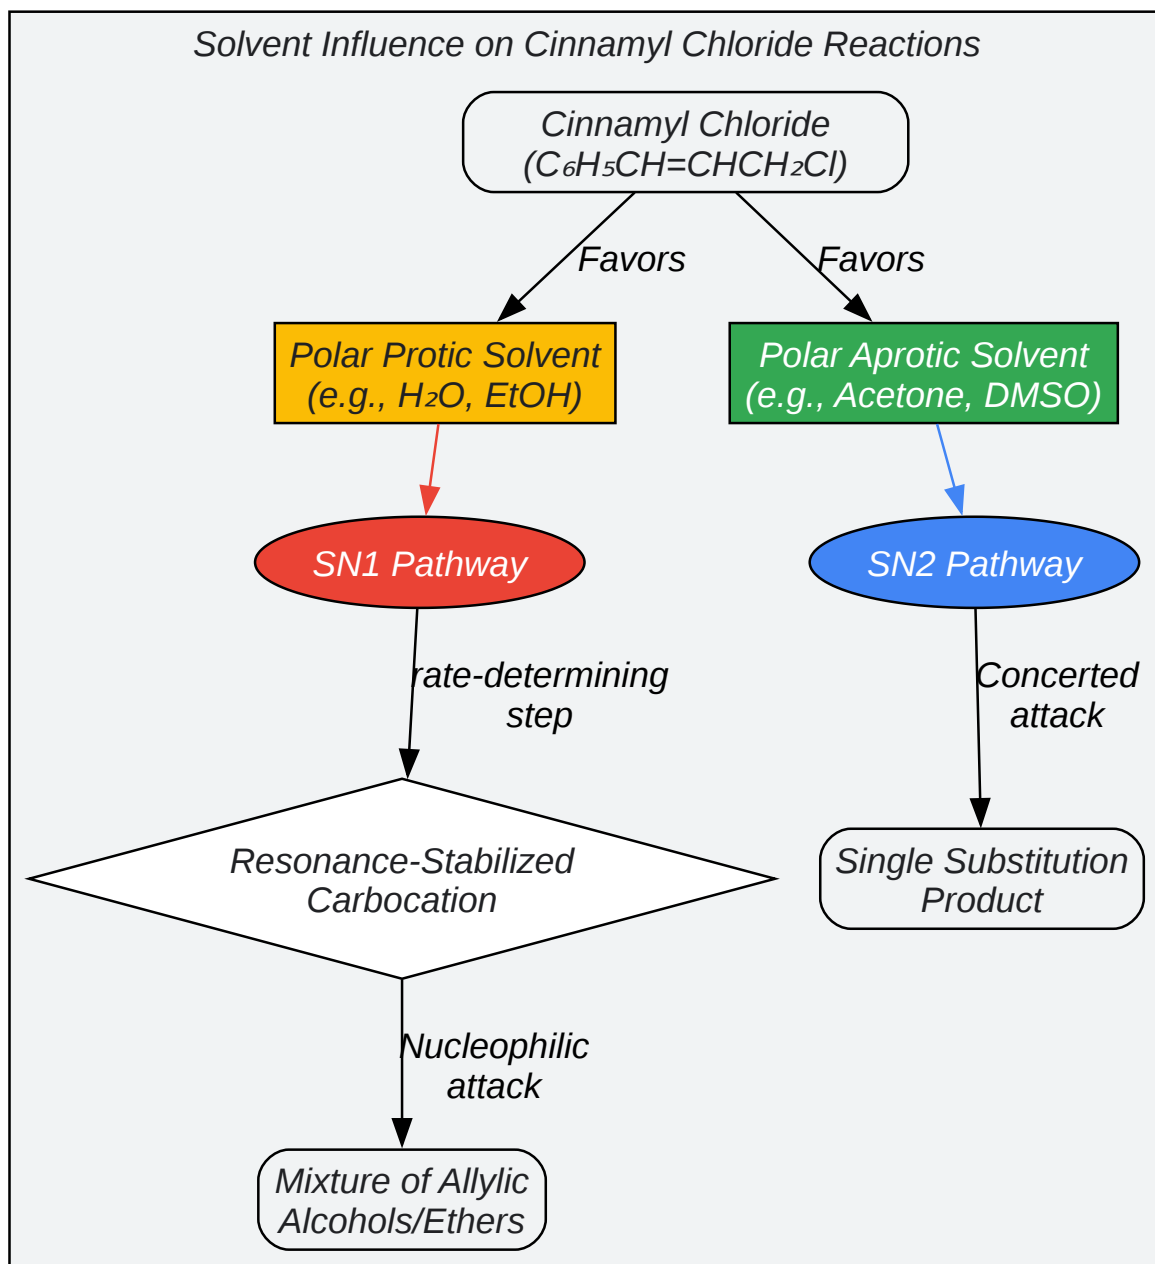 Solvent Influence on Cinnamyl Chloride Reactions
Cinnamyl Chloride
(C₆H₅CH=CHCH₂Cl)
Favors
Favors
Polar Protic Solvent
(e.g., H₂O, EtOH)
Polar Aprotic Solvent
(e.g., Acetone, DMSO)
SN1 Pathway
SN2 Pathway
rate-determining
step
Concerted
attack
Resonance-Stabilized
Carbocation
Single Substitution
Product
Nucleophilic
attack
Mixture of Allylic
Alcohols/Ethers